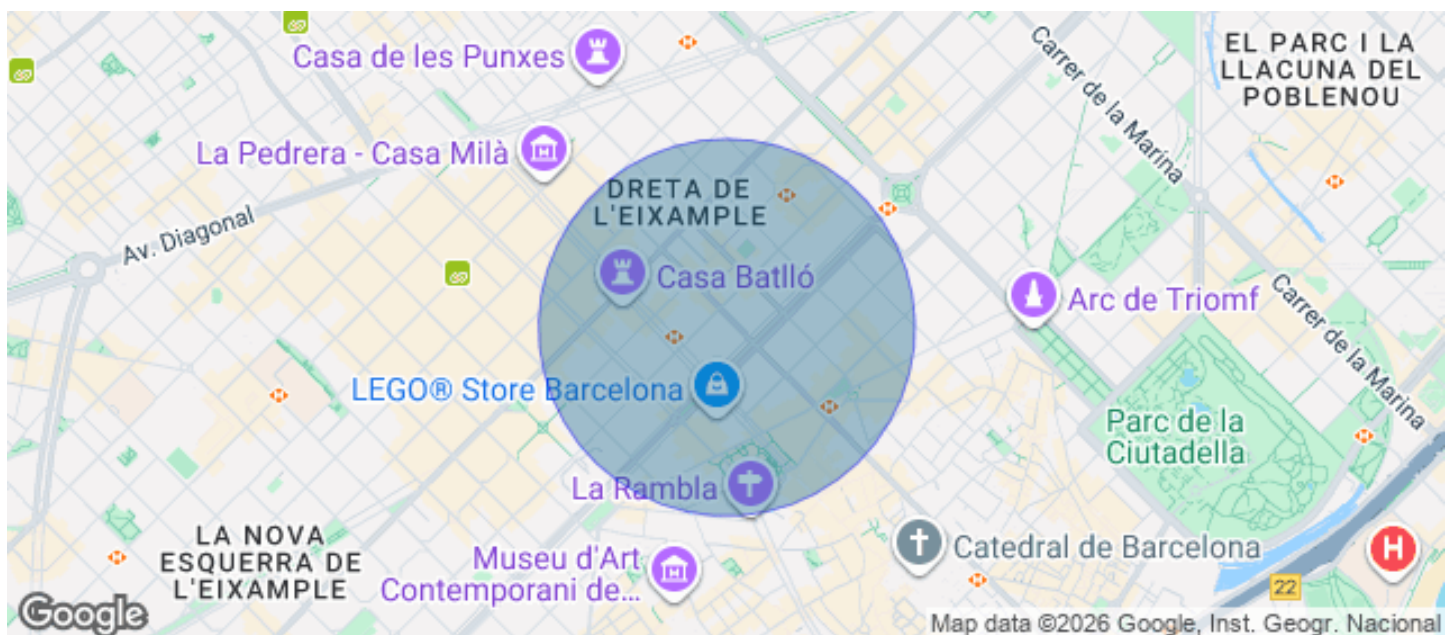 Casa de les Punxes
EL PARC I LA
LLACUNA DEL
POBLENOU
Carrer de la Marina
La Pedrera - Casa Milà
DRETA DE
L'EIXAMPLE
Av. Diagonal
Casa Batlló
Arc de Triomf
Carrer de la Marina
LEGO® Store Barcelona
Parc de la
Ciutadella
La Rambla
LA NOVA
ESQUERRA DE
L'EIXAMPLE
Museu d'Art
Contemporani de...
Catedral de Barcelona
H
22
Google
Map data ©2026 Google, Inst. Geogr. Nacional